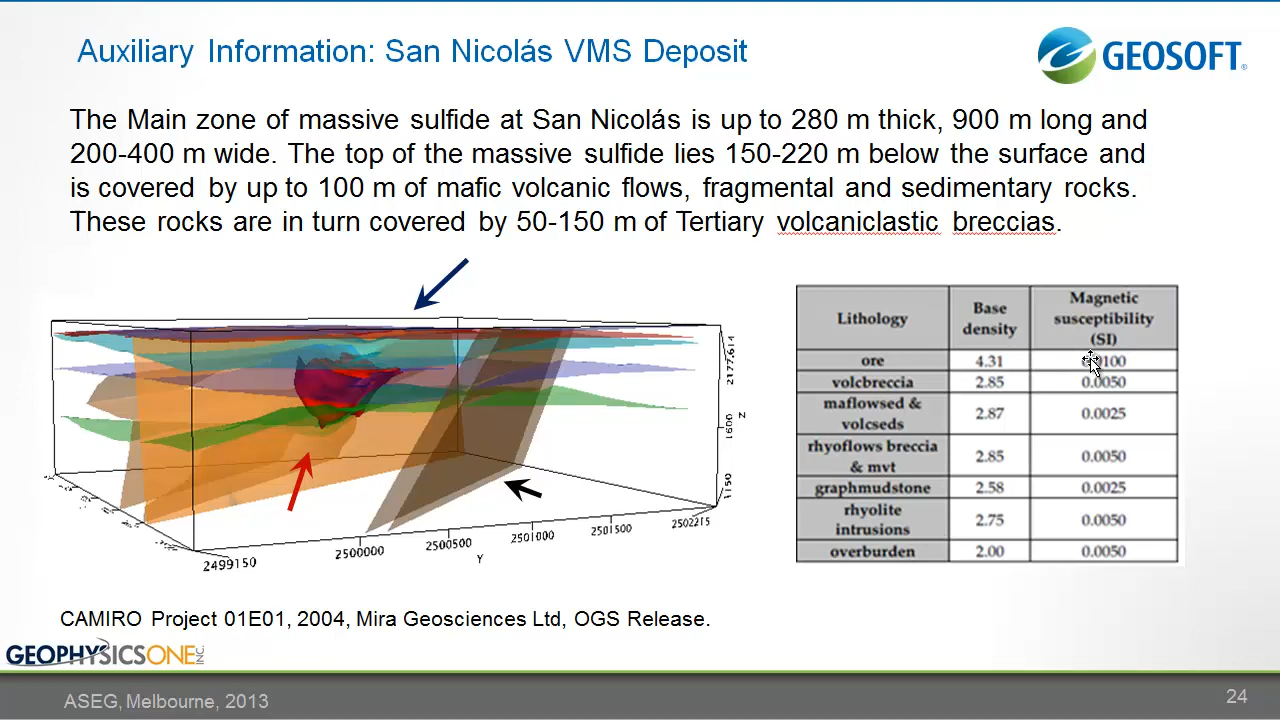 Auxiliary Information: San Nicolás VMS Deposit
GEOSOFT®
The Main zone of massive sulfide at San Nicolás is up to 280 m thick, 900 m long and
200-400 m wide. The top of the massive sulfide lies 150-220 m below the surface and
is covered by up to 100 m of mafic volcanic flows, fragmental and sedimentary rocks.
These rocks are in turn covered by 50-150 m of Tertiary volcaniclastic breccias.
2177.614
Z
1600
1150
2499150
2500000
2500500
Y
2501000
2501500
2502215
Lithology Base density Magnetic susceptibility (SI)
ore 4.31
volcbreccia 2.85 0.0050
maflowsed & volcseds 2.87 0.0025
rhyoflows breccia & mvt 2.85 0.0050
graphmudstone 2.58 0.0025
rhyolite intrusions 2.75 0.0050
overburden 2.00 0.0050
CAMIRO Project 01E01, 2004, Mira Geosciences Ltd, OGS Release.
GEOPHYSICSONE INC.
ASEG, Melbourne, 2013
24